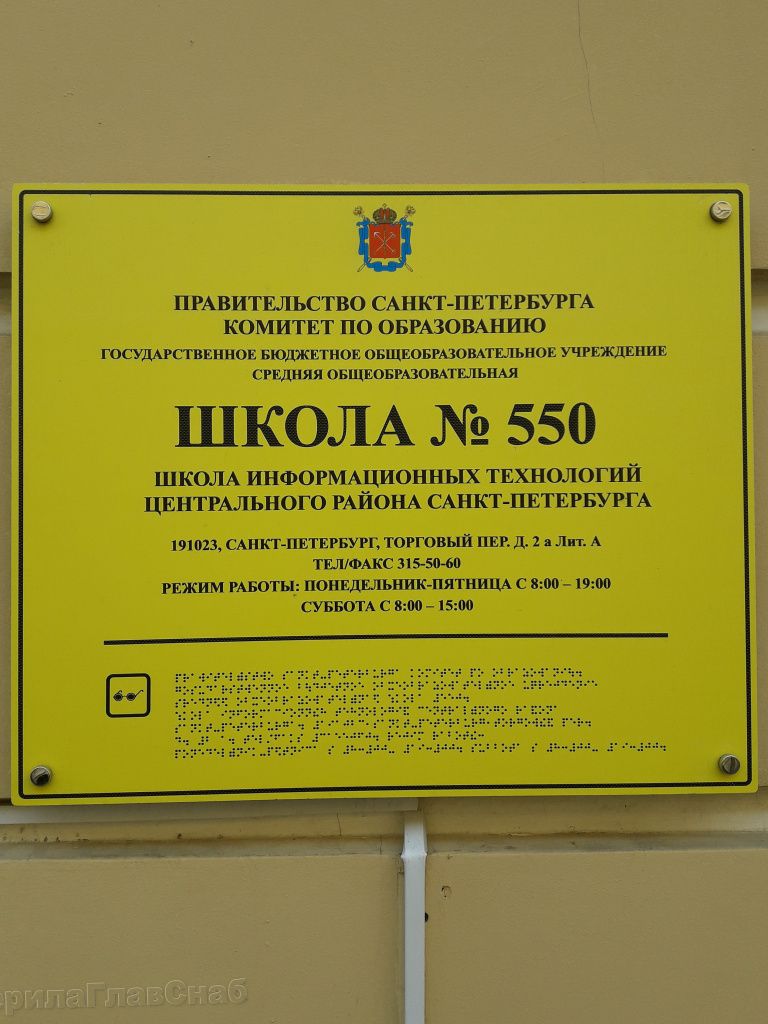 ПРАВИТЕЛЬСТВО САНКТ-ПЕТЕРБУРГА
КОМИТЕТ ПО ОБРАЗОВАНИЮ
ГОСУДАРСТВЕННОЕ БЮДЖЕТНОЕ ОБЩЕОБРАЗОВАТЕЛЬНОЕ УЧРЕЖДЕНИЕ
СРЕДНЯЯ ОБЩЕОБРАЗОВАТЕЛЬНАЯ
ШКОЛА № 550
ШКОЛА ИНФОРМАЦИОННЫХ ТЕХНОЛОГИЙ
ЦЕНТРАЛЬНОГО РАЙОНА САНКТ-ПЕТЕРБУРГА
191023, САНКТ-ПЕТЕРБУРГ, ТОРГОВЫЙ ПЕР. Д. 2 а Лит. А
ТЕЛ/ФАКС 315-50-60
РЕЖИМ РАБОТЫ: ПОНЕДЕЛЬНИК-ПЯТНИЦА С 8:00 – 19:00
СУББОТА С 8:00 – 15:00
ерилаГлавСнаб